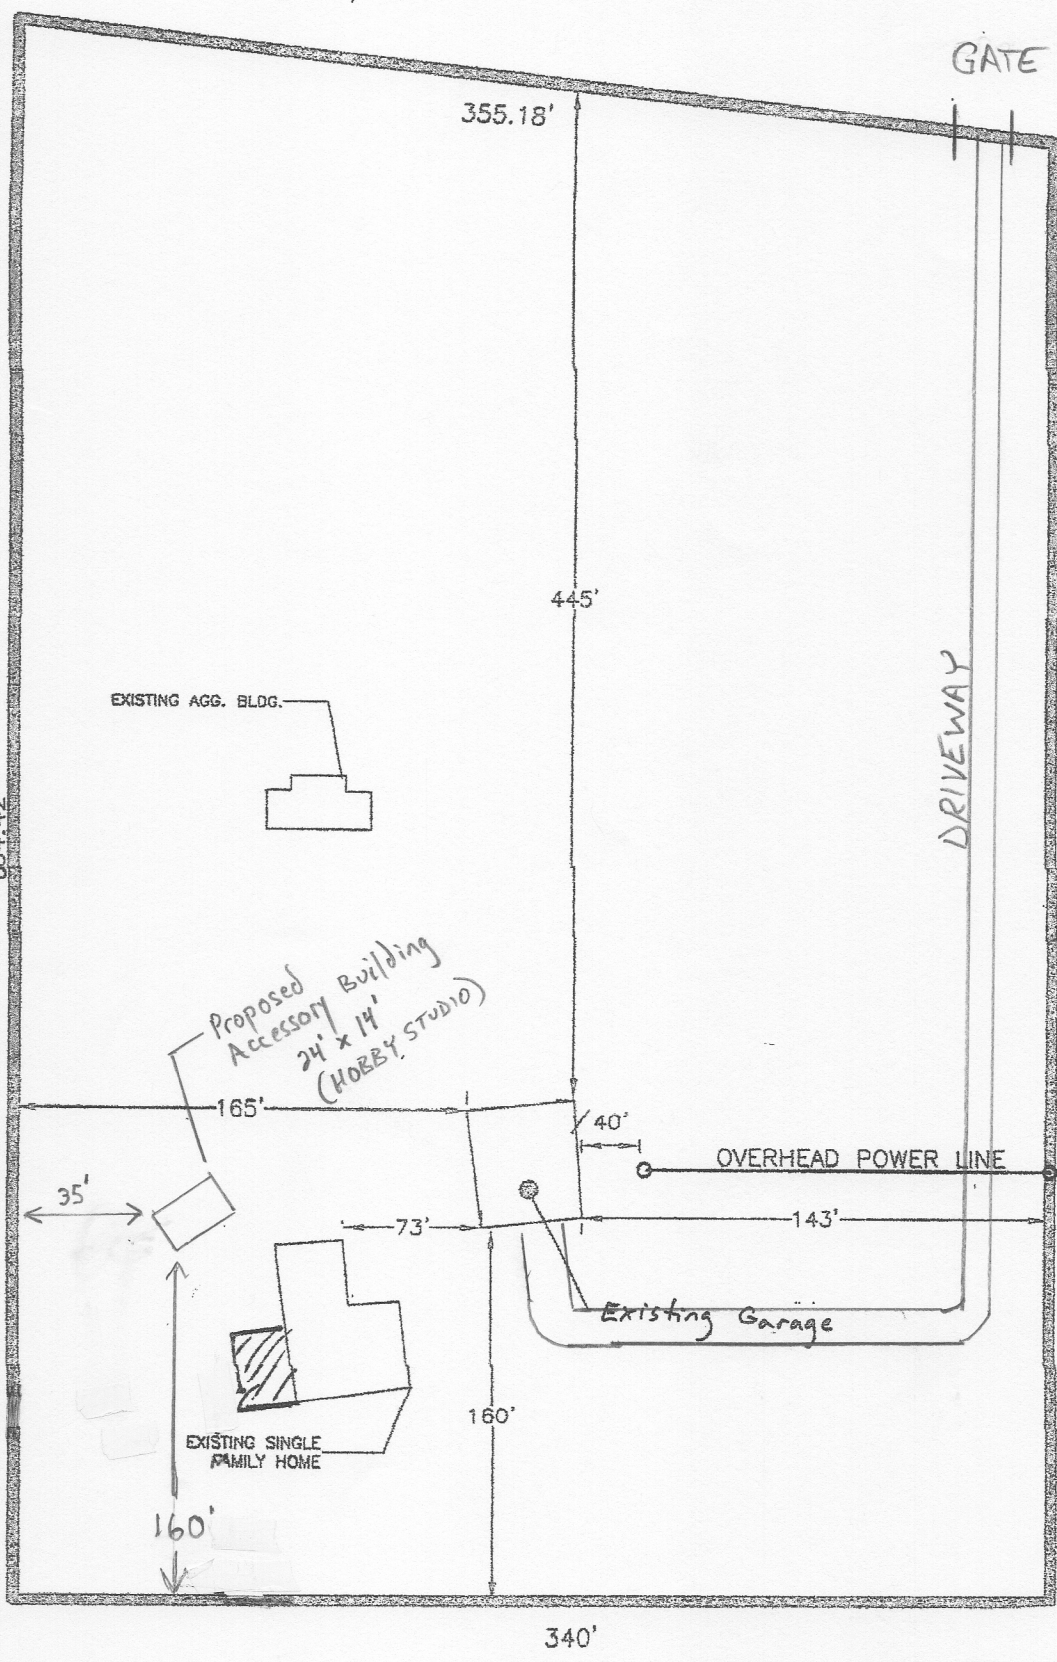 GATE
355.18'
445'
DRIVEWAY
EXISTING AGG. BLDG.
Proposed
Accessory Building
24' x 14'
(HOBBY STUDIO)
165'
40'
OVERHEAD POWER LINE
35'
73'
143'
Existing Garage
160'
EXISTING SINGLE
FAMILY HOME
160'
340'